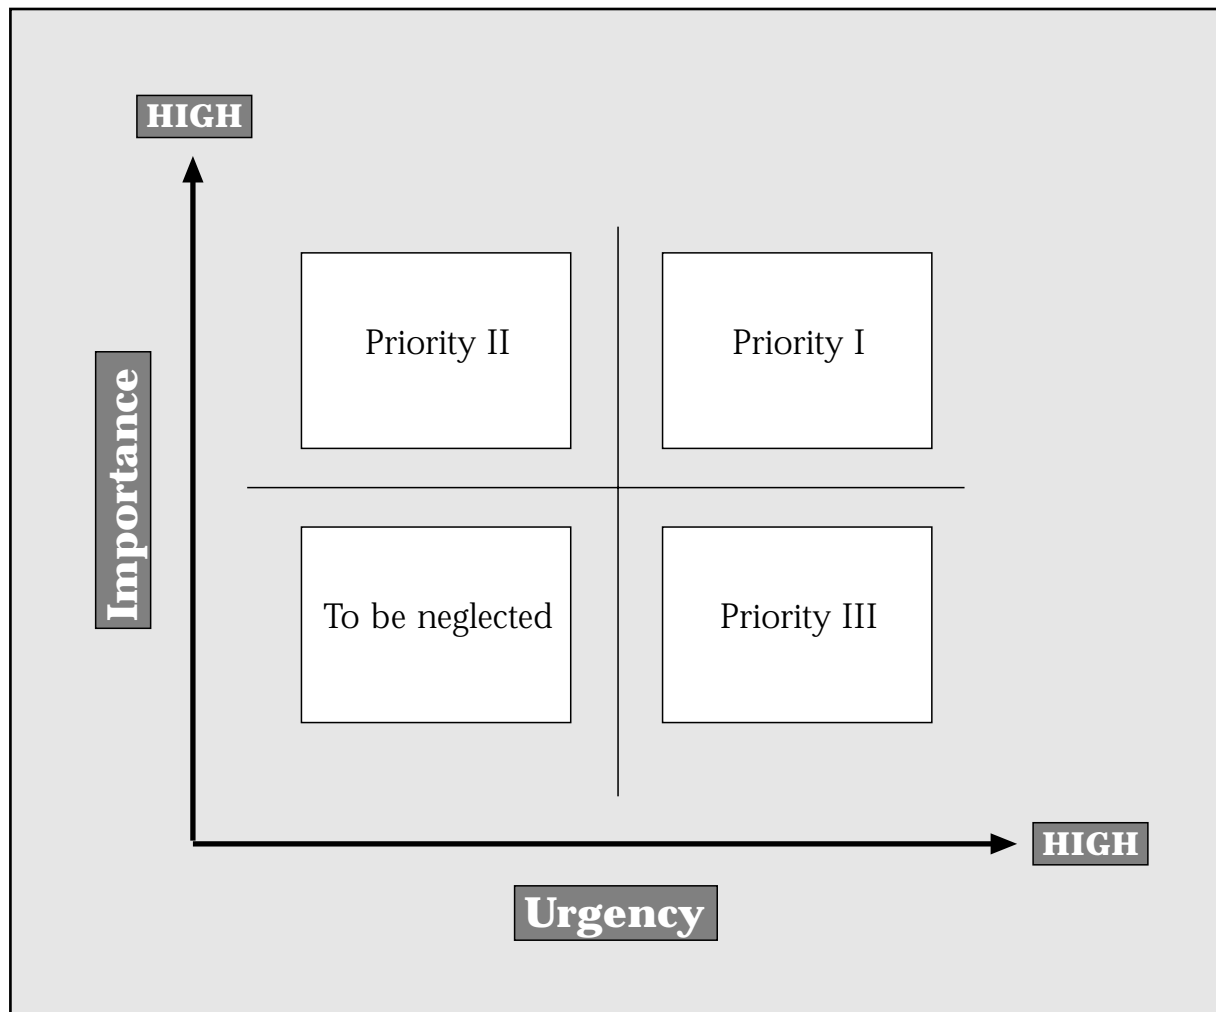 HIGH
Priority II
Priority I
Importance
To be neglected
Priority III
HIGH
Urgency